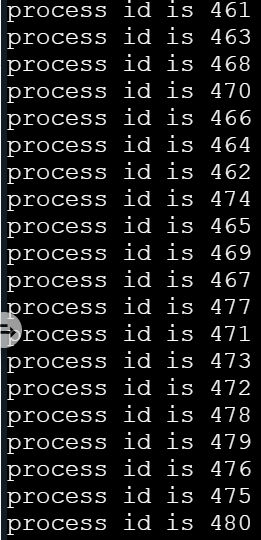 process id is 461
process id is 463
process id is 468
process id is 470
process id is 466
process id is 464
process id is 462
process id is 474
process id is 465
process id is 469
process id is 467
process id is 477
process id is 471
process id is 473
process id is 472
process id is 478
process id is 479
process id is 476
process id is 475
process id is 480